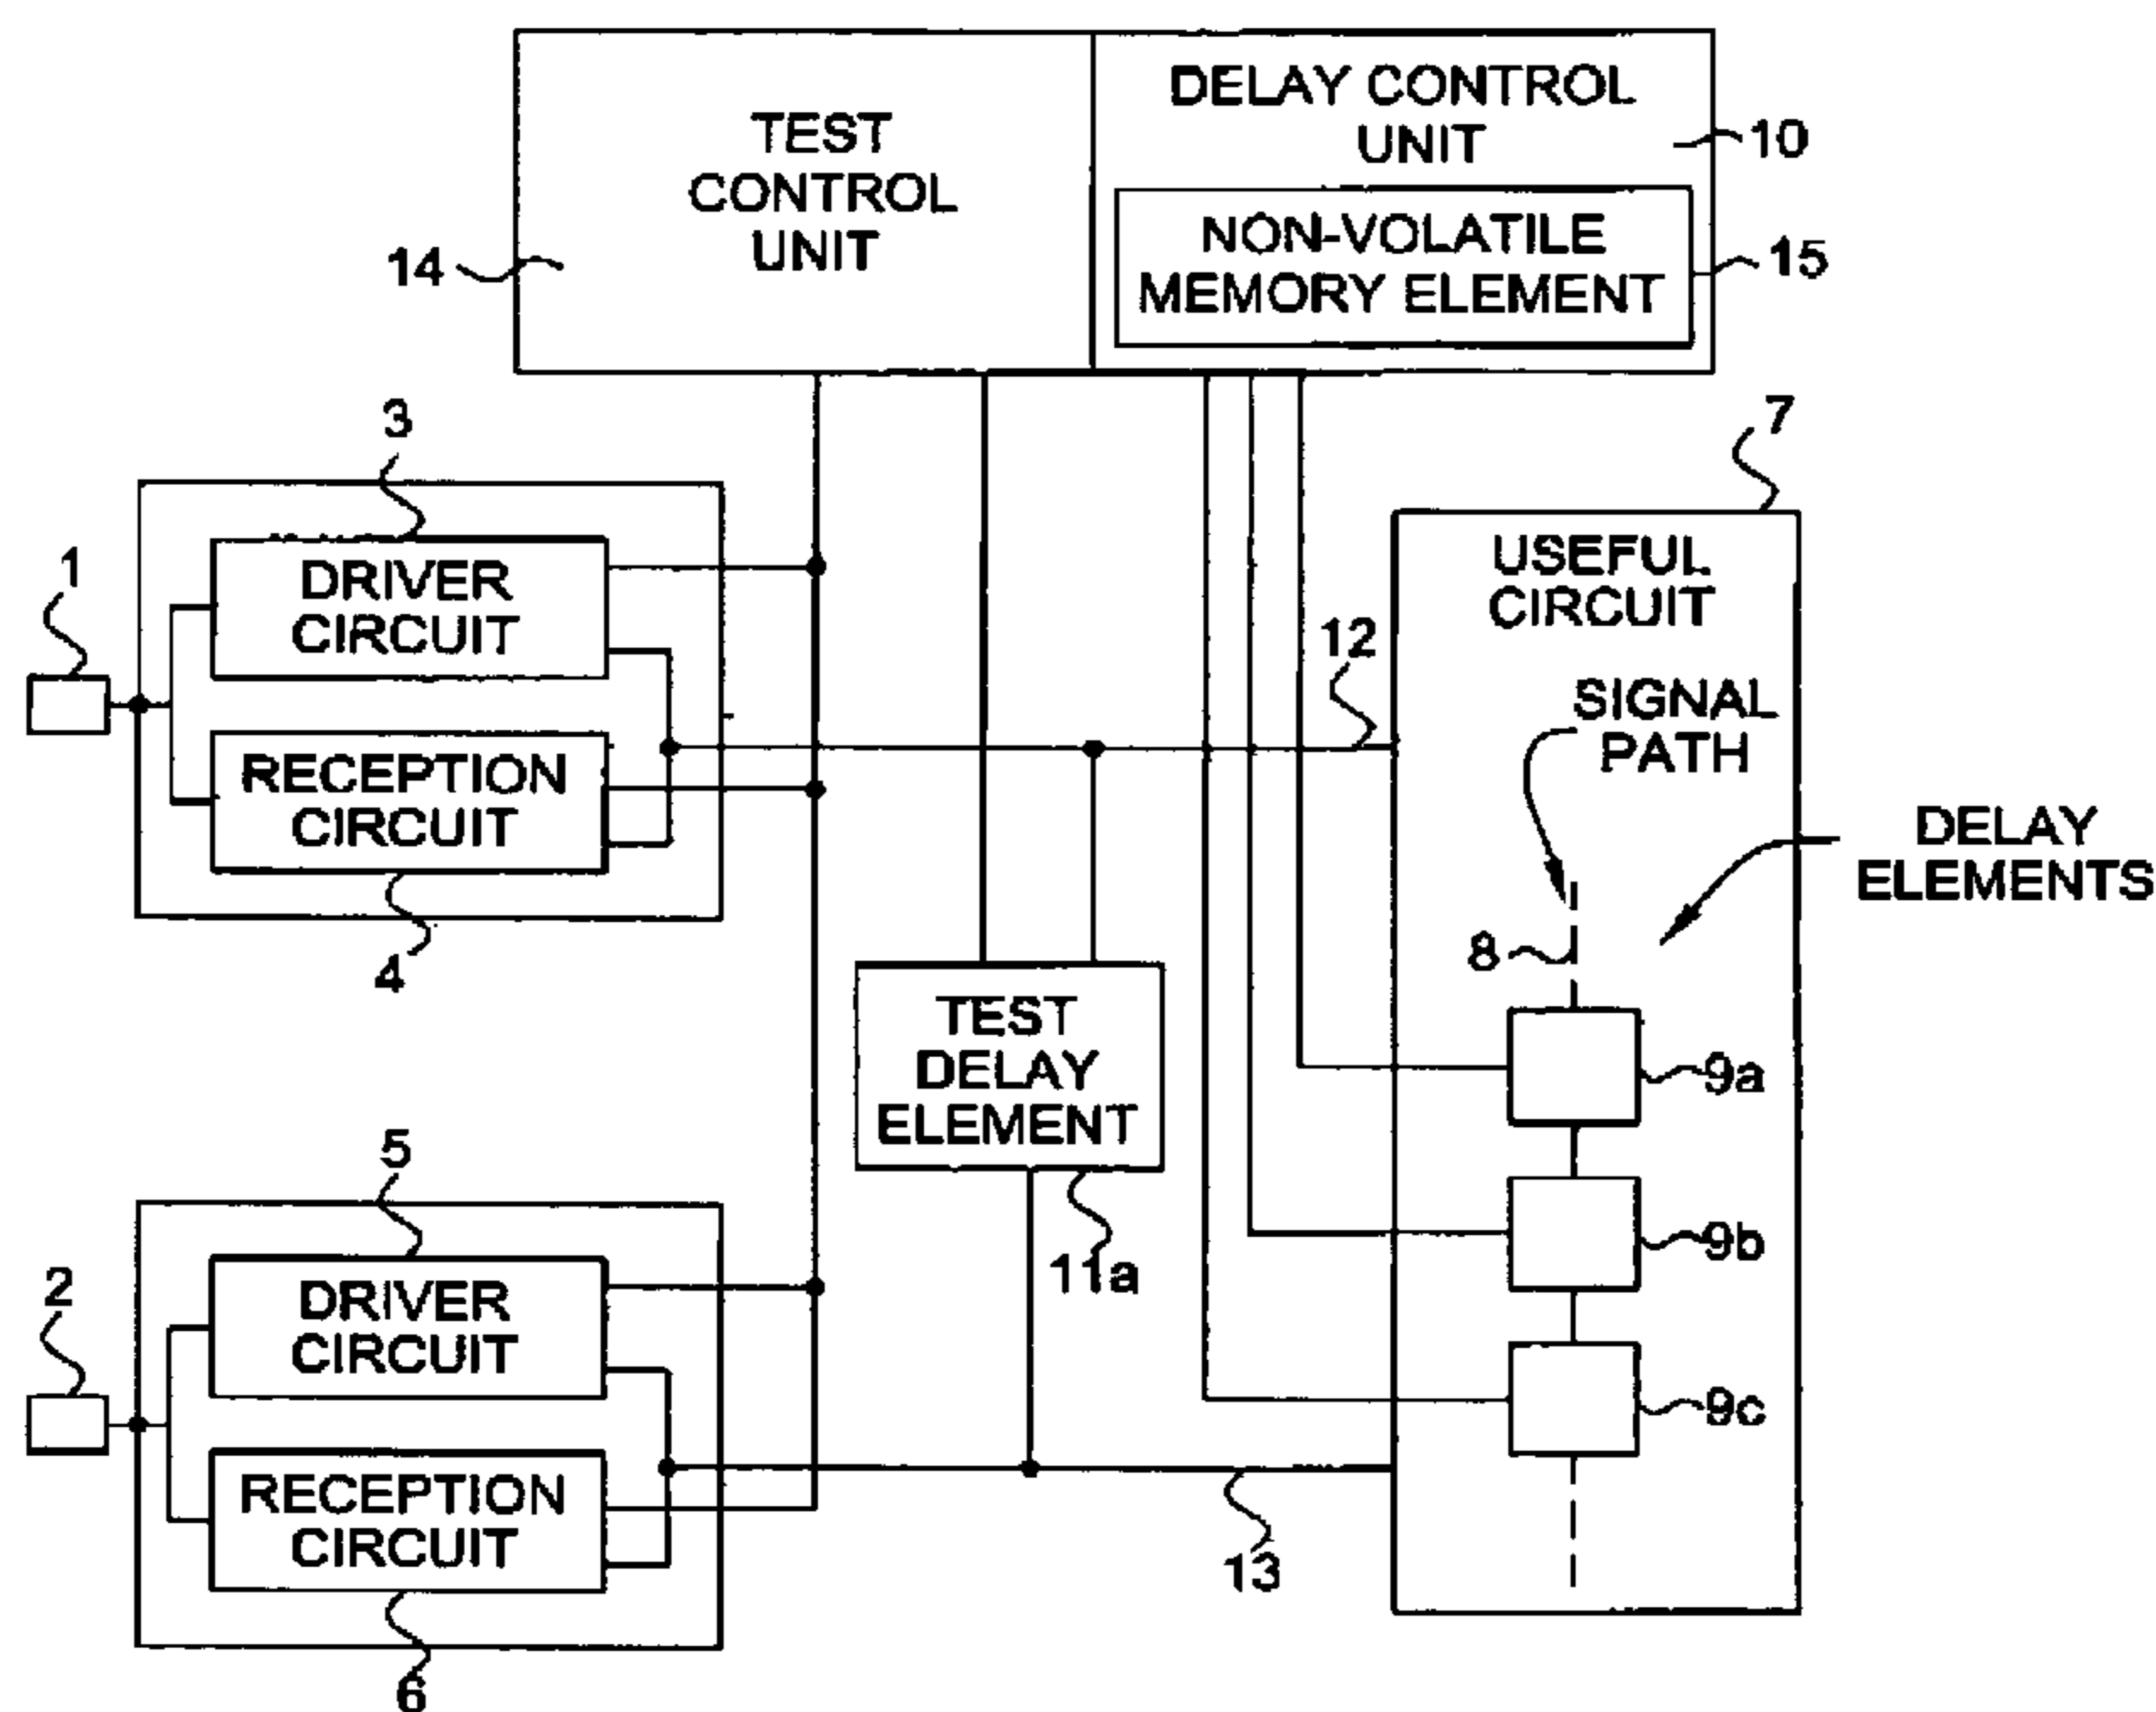 TEST
CONTROL
UNIT
14
DELAY CONTROL
UNIT
10
NON-VOLATILE
MEMORY ELEMENT
15
3
DRIVER
CIRCUIT
1
RECEPTION
CIRCUIT
4
7
USEFUL
CIRCUIT
12
SIGNAL
PATH
DELAY
ELEMENTS
8
9a
9b
9c
TEST
DELAY
ELEMENT
11a
5
DRIVER
CIRCUIT
2
RECEPTION
CIRCUIT
6
13